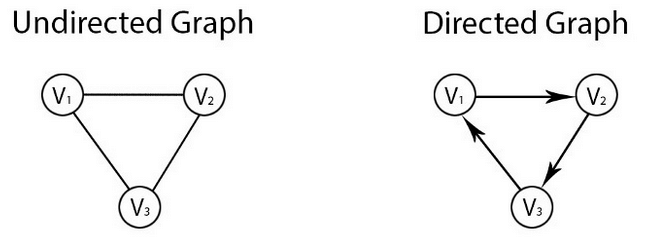 Undirected Graph
V₁
V₂
V₃
Directed Graph
V₁
V₂
V₃